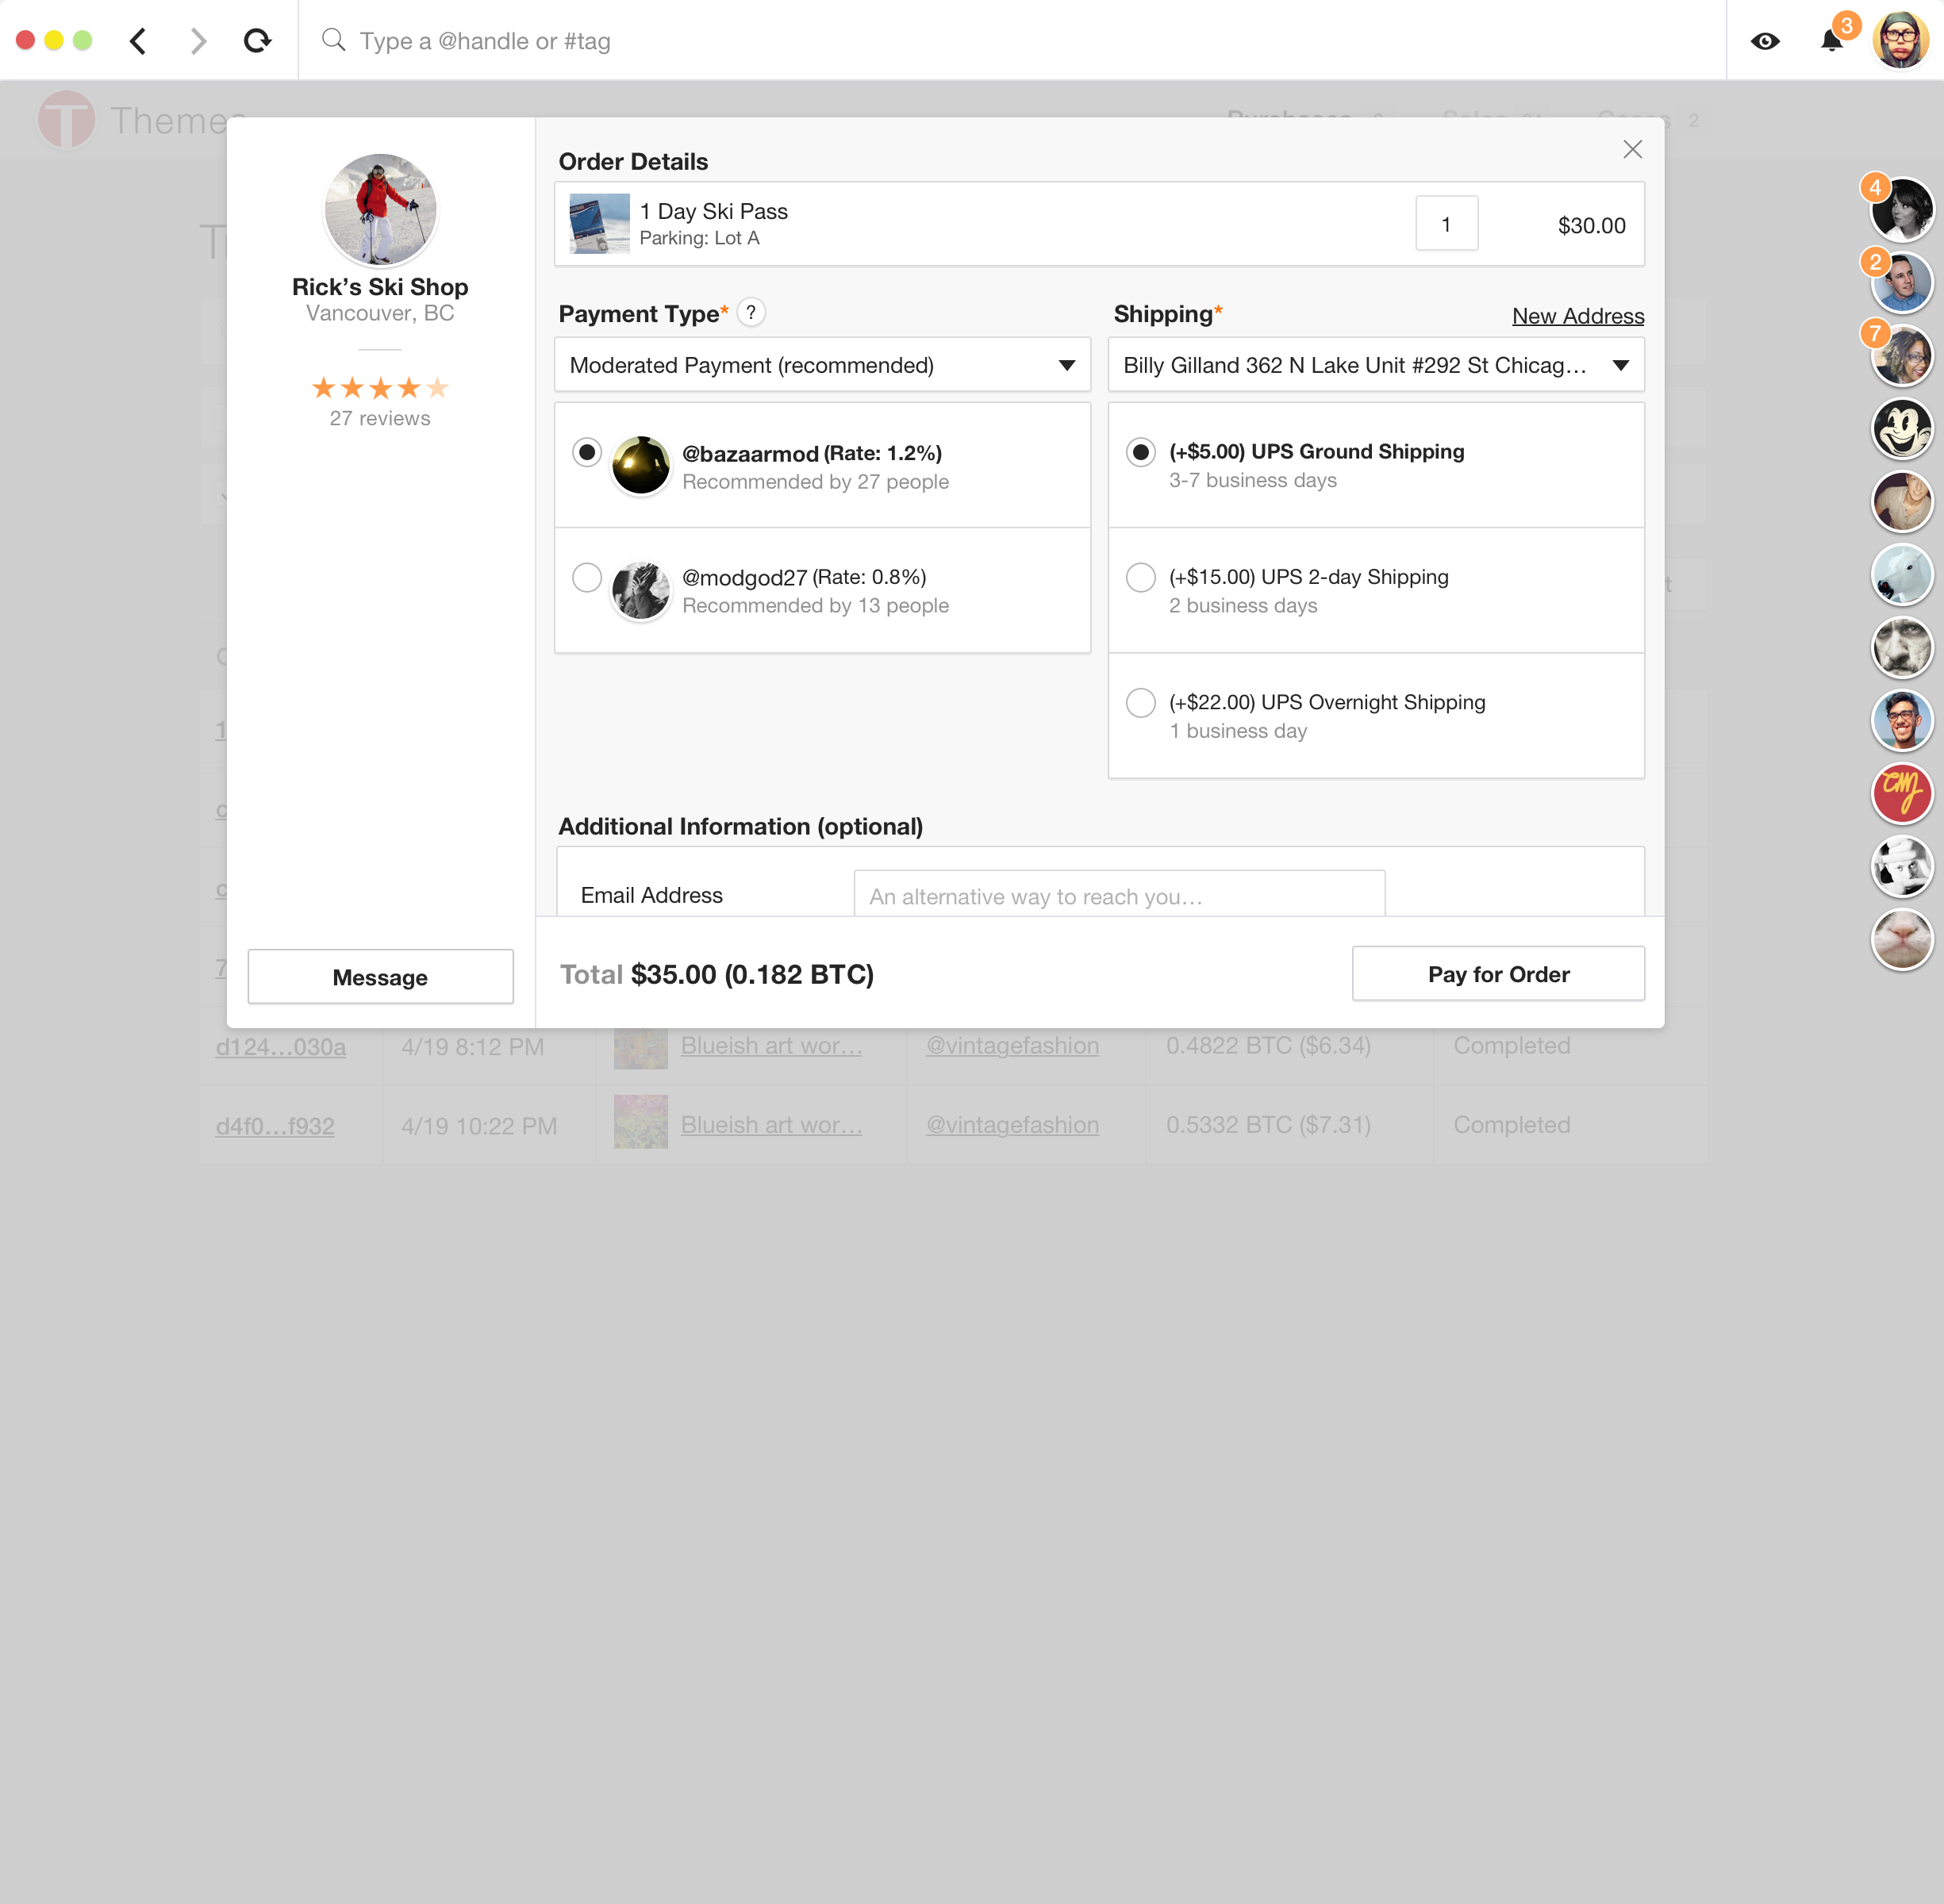 Type a @handle or #tag
3
Themes
2
4
2
7
Rick's Ski Shop
Vancouver, BC
27 reviews
Message
Order Details
1 Day Ski Pass
Parking: Lot A
1
$30.00
Payment Type* ?
Moderated Payment (recommended)
@bazaarmod (Rate: 1.2%)
Recommended by 27 people
@modgod27 (Rate: 0.8%)
Recommended by 13 people
Shipping*
New Address
Billy Gilland 362 N Lake Unit #292 St Chicag…
(+$5.00) UPS Ground Shipping
3-7 business days
(+$15.00) UPS 2-day Shipping
2 business days
(+$22.00) UPS Overnight Shipping
1 business day
Additional Information (optional)
Email Address
An alternative way to reach you…
Total $35.00 (0.182 BTC)
Pay for Order
d124…030a 4/19 8:12 PM Blueish art wor… @vintagefashion 0.4822 BTC ($6.34) Completed
d4f0…f932 4/19 10:22 PM Blueish art wor… @vintagefashion 0.5332 BTC ($7.31) Completed